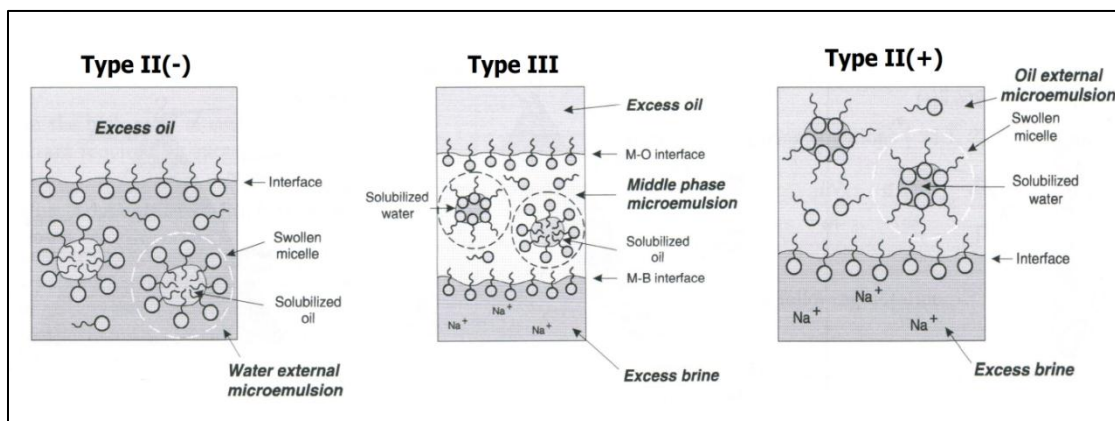 Type II(-)
Excess oil
Interface
Swollen
micelle
Solubilized
oil
Water external
microemulsion
Type III
Excess oil
M-O interface
Solubilized
water
Middle phase
microemulsion
Solubilized
oil
M-B interface
Na+
Na+
Na+
Excess brine
Type II(+)
Oil external
microemulsion
Swollen
micelle
Solubilized
water
Interface
Na+
Na+
Na+
Excess brine